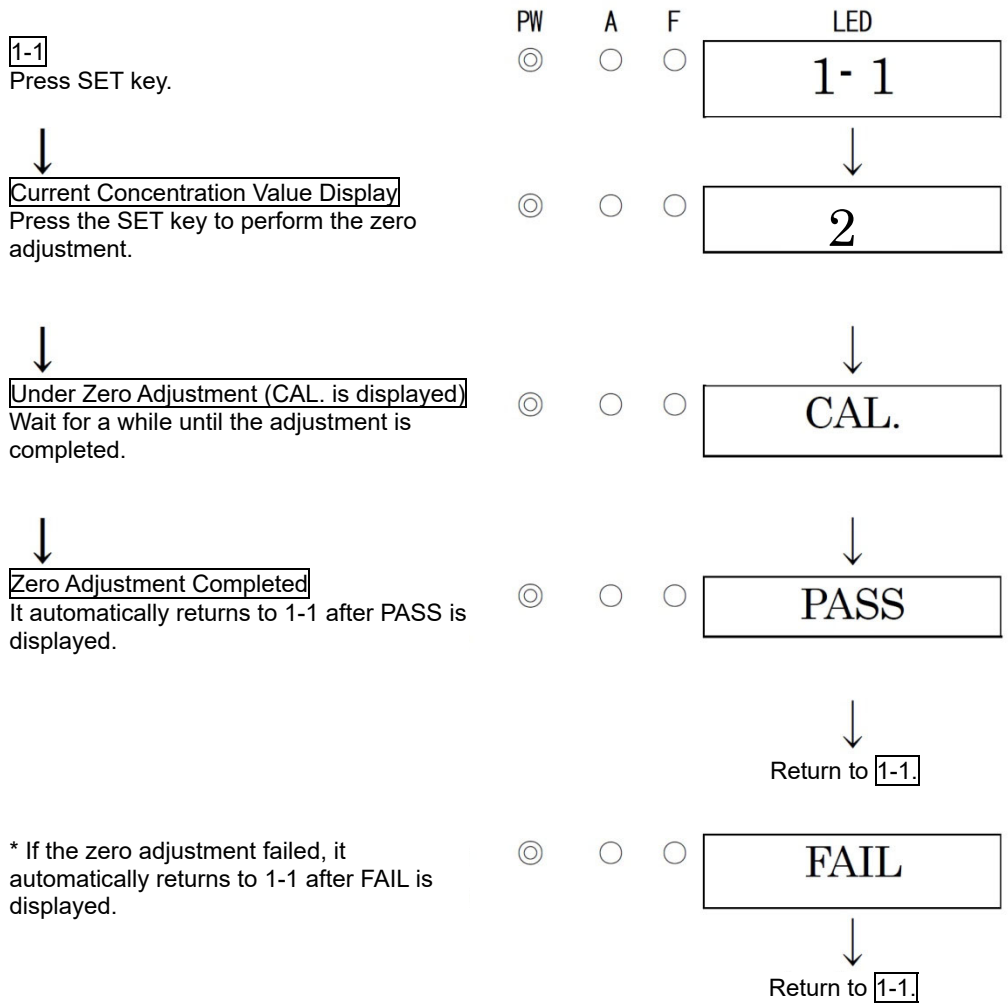 PW A F LED
1-1
Press SET key.
1- 1
Current Concentration Value Display
Press the SET key to perform the zero
adjustment.
2
Under Zero Adjustment (CAL. is displayed)
Wait for a while until the adjustment is
completed.
CAL.
Zero Adjustment Completed
It automatically returns to 1-1 after PASS is
displayed.
PASS
Return to 1-1.
* If the zero adjustment failed, it
automatically returns to 1-1 after FAIL is
displayed.
FAIL
Return to 1-1.